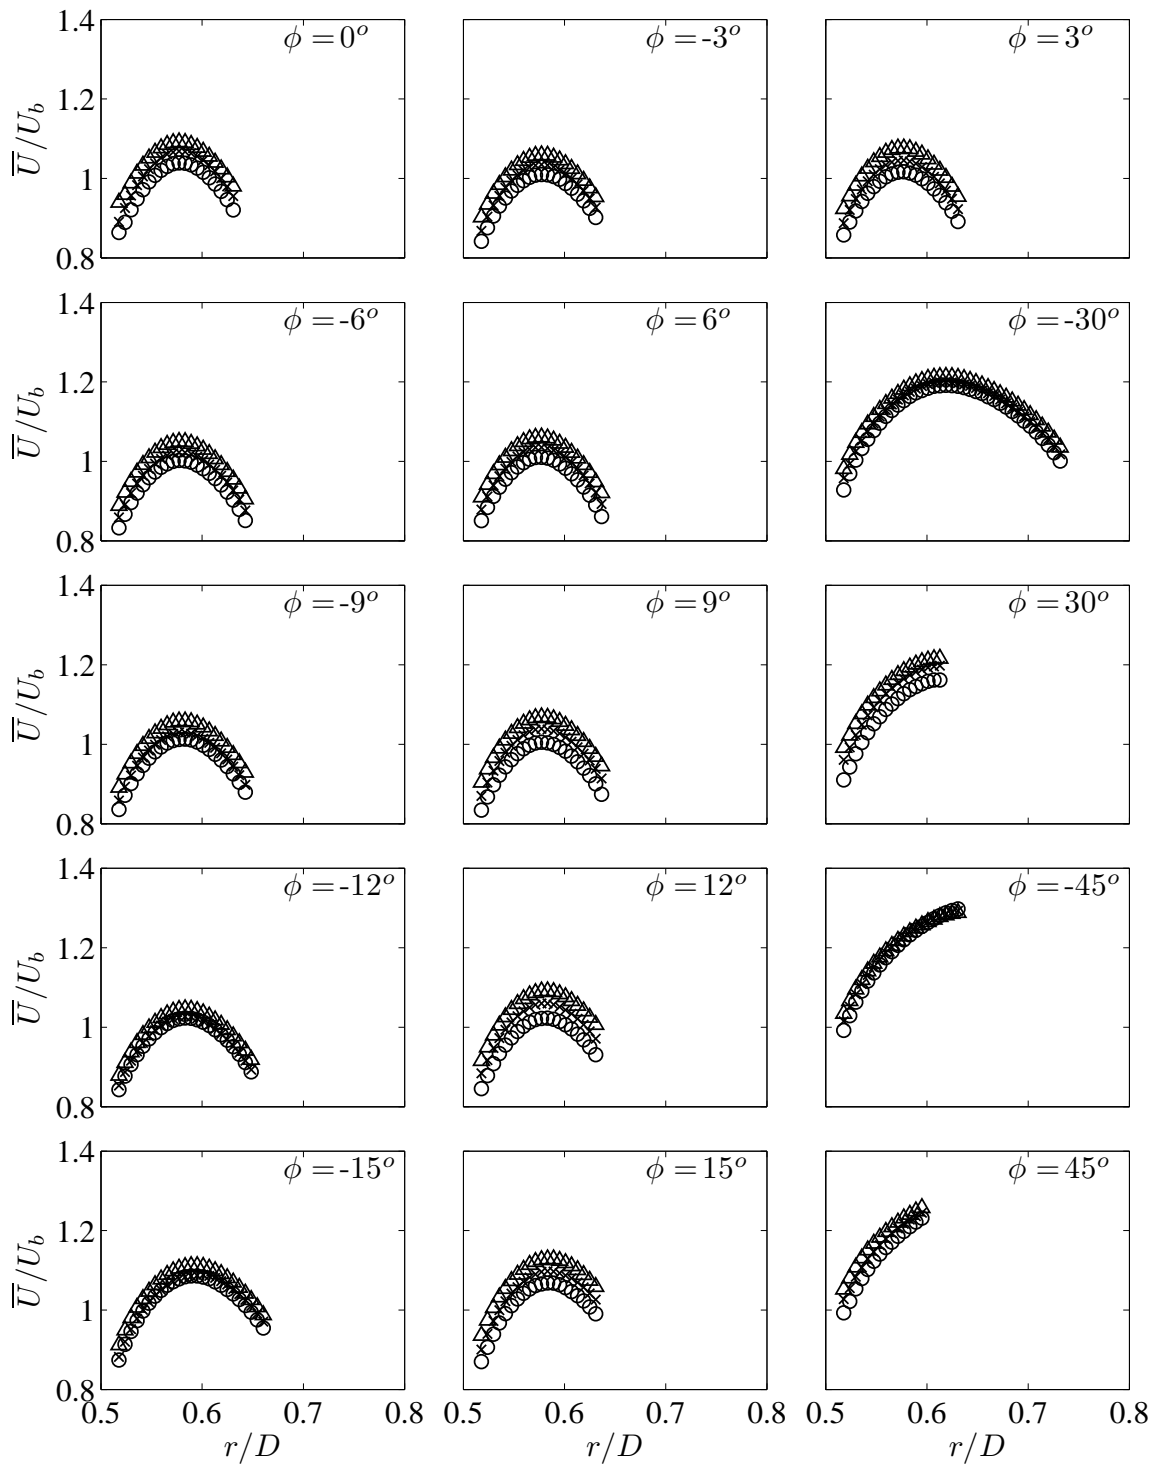 1.4
ϕ = 0°
ϕ = -3°
ϕ = 3°
1.2
U̅/U_b
1
0.8
1.4
ϕ = -6°
ϕ = 6°
ϕ = -30°
1.2
U̅/U_b
1
0.8
1.4
ϕ = -9°
ϕ = 9°
ϕ = 30°
1.2
U̅/U_b
1
0.8
1.4
ϕ = -12°
ϕ = 12°
ϕ = -45°
1.2
U̅/U_b
1
0.8
1.4
ϕ = -15°
ϕ = 15°
ϕ = 45°
1.2
U̅/U_b
1
0.8
0.5 0.6 0.7 0.8
0.5 0.6 0.7 0.8
0.5 0.6 0.7 0.8
r/D
r/D
r/D